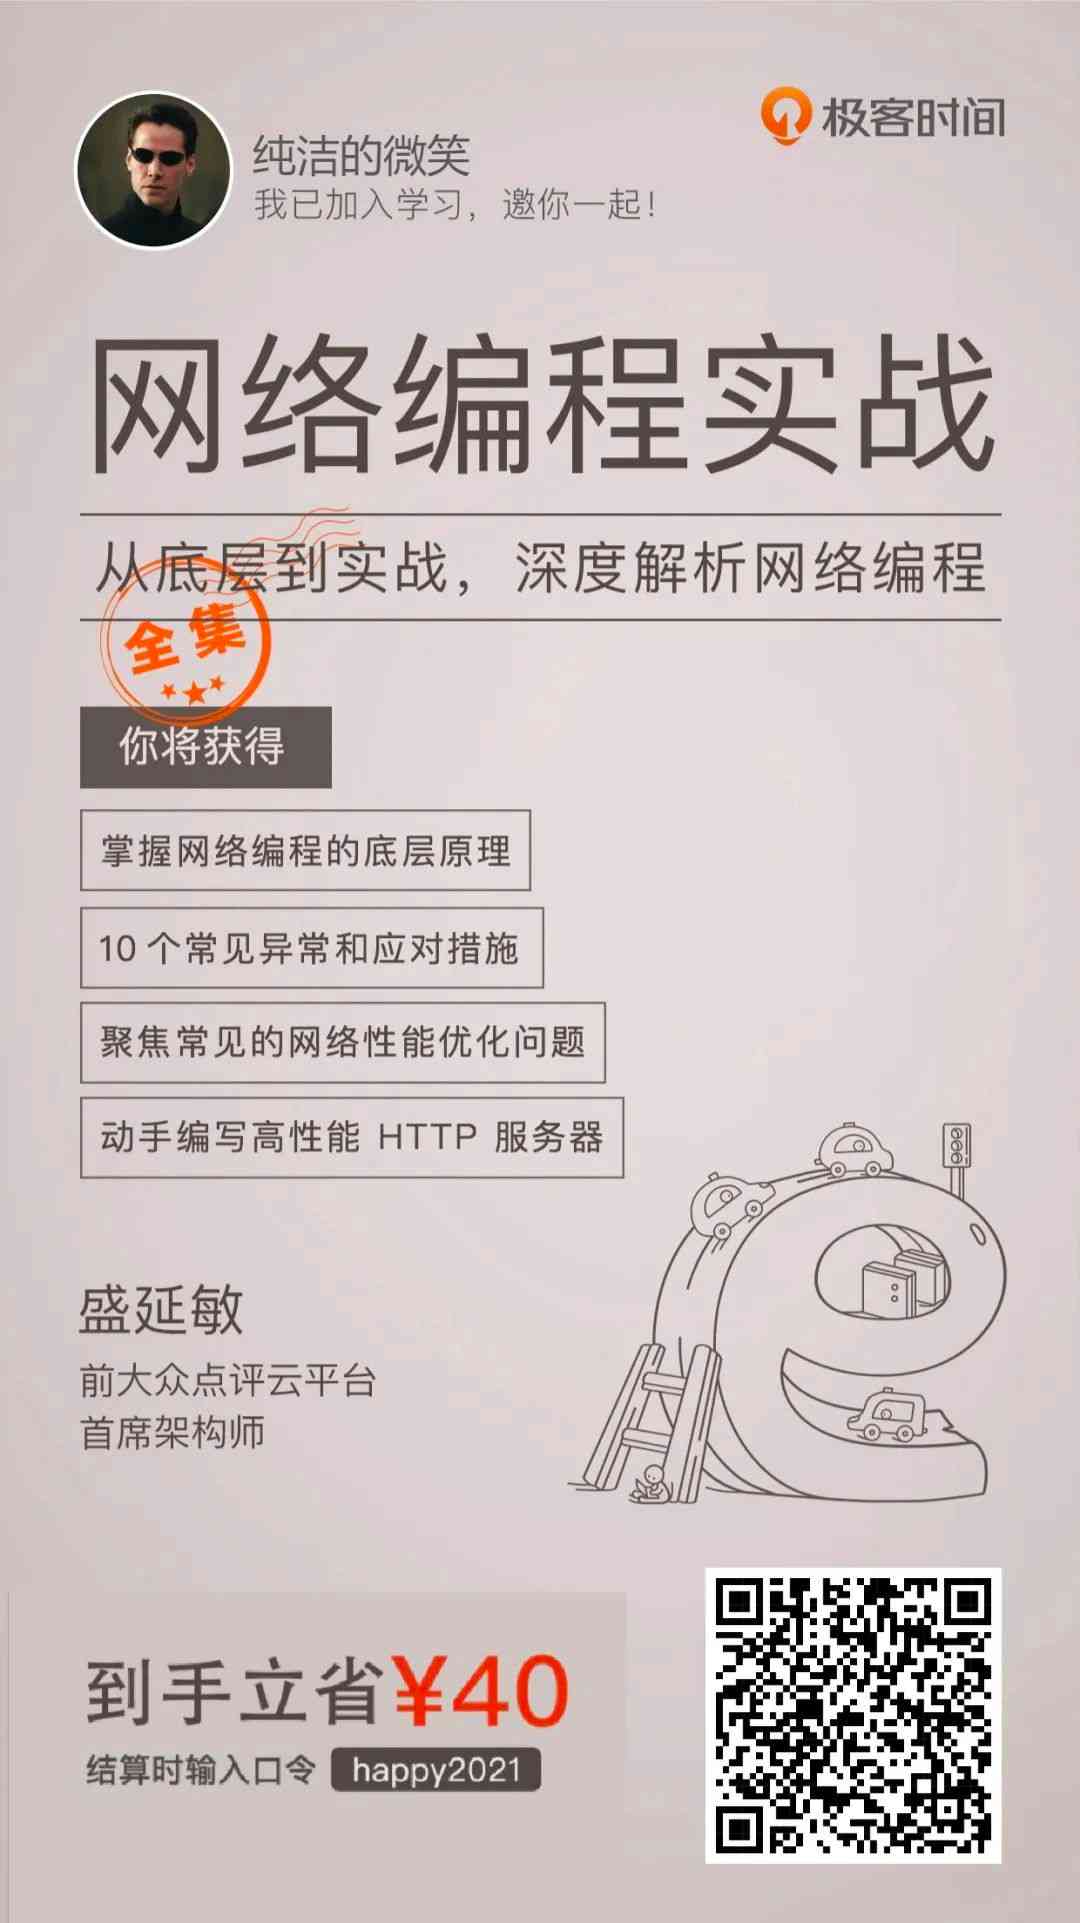 极客时间
纯洁的微笑
我已加入学习，邀你一起！
网络编程实战
从底层到实战，深度解析网络编程
全集
你将获得
掌握网络编程的底层原理
10 个常见异常和应对措施
聚焦常见的网络性能优化问题
动手编写高性能 HTTP 服务器
盛延敏
前大众点评云平台
首席架构师
到手立省¥40
结算时输入口令 happy2021